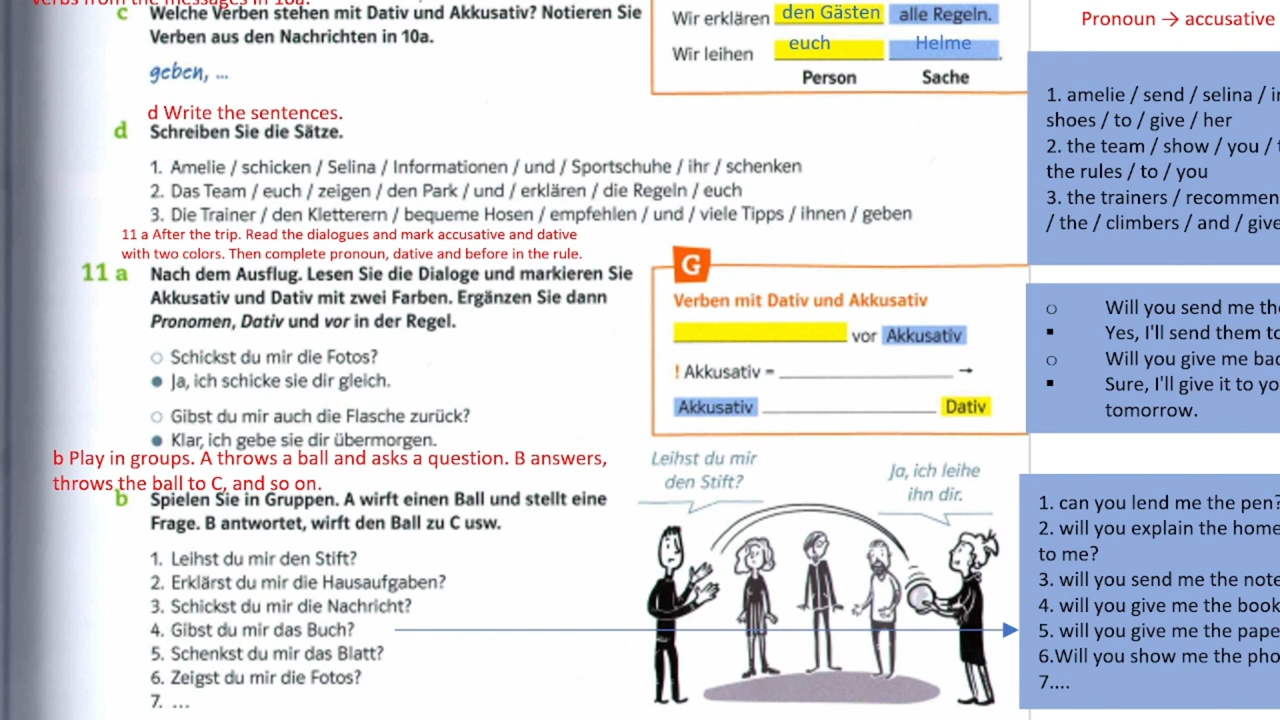 verbs from the messages in 10a.
c Welche Verben stehen mit Dativ und Akkusativ? Notieren Sie
Verben aus den Nachrichten in 10a.
geben, ...
Wir erklären den Gästen alle Regeln.
Wir leihen euch Helme.
Person Sache
Pronoun → accusative
d Write the sentences.
d Schreiben Sie die Sätze.
1. Amelie / schicken / Selina / Informationen / und / Sportschuhe / ihr / schenken
2. Das Team / euch / zeigen / den Park / und / erklären / die Regeln / euch
3. Die Trainer / den Kletterern / bequeme Hosen / empfehlen / und / viele Tipps / ihnen / geben
1. amelie / send / selina /
shoes / to / give / her
2. the team / show / you /
the rules / to / you
3. the trainers /
/ the / climbers / and /
11 a After the trip. Read the dialogues and mark accusative and dative
with two colors. Then complete pronoun, dative and before in the rule.
11 a Nach dem Ausflug. Lesen Sie die Dialoge und markieren Sie
Akkusativ und Dativ mit zwei Farben. Ergänzen Sie dann
Pronomen, Dativ und vor in der Regel.
○ Schickst du mir die Fotos?
● Ja, ich schicke sie dir gleich.
○ Gibst du mir auch die Flasche zurück?
● Klar, ich gebe sie dir übermorgen.
G
Verben mit Dativ und Akkusativ
vor Akkusativ
! Akkusativ = ____ →
Akkusativ ____ Dativ
o Will you send me
▪ Yes, I'll send them
o Will you give me
▪ Sure, I'll give it to
tomorrow.
b Play in groups. A throws a ball and asks a question. B answers,
throws the ball to C, and so on.
b Spielen Sie in Gruppen. A wirft einen Ball und stellt eine
Frage. B antwortet, wirft den Ball zu C usw.
1. Leihst du mir den Stift?
2. Erklärst du mir die Hausaufgaben?
3. Schickst du mir die Nachricht?
4. Gibst du mir das Buch?
5. Schenkst du mir das Blatt?
6. Zeigst du mir die Fotos?
7. ...
Leihst du mir
den Stift?
Ja, ich leihe
ihn dir.
1. can you lend me the pen?
2. will you explain the
to me?
3. will you send me the
4. will you give me the book
5. will you give me the
6.Will you show me the
7....